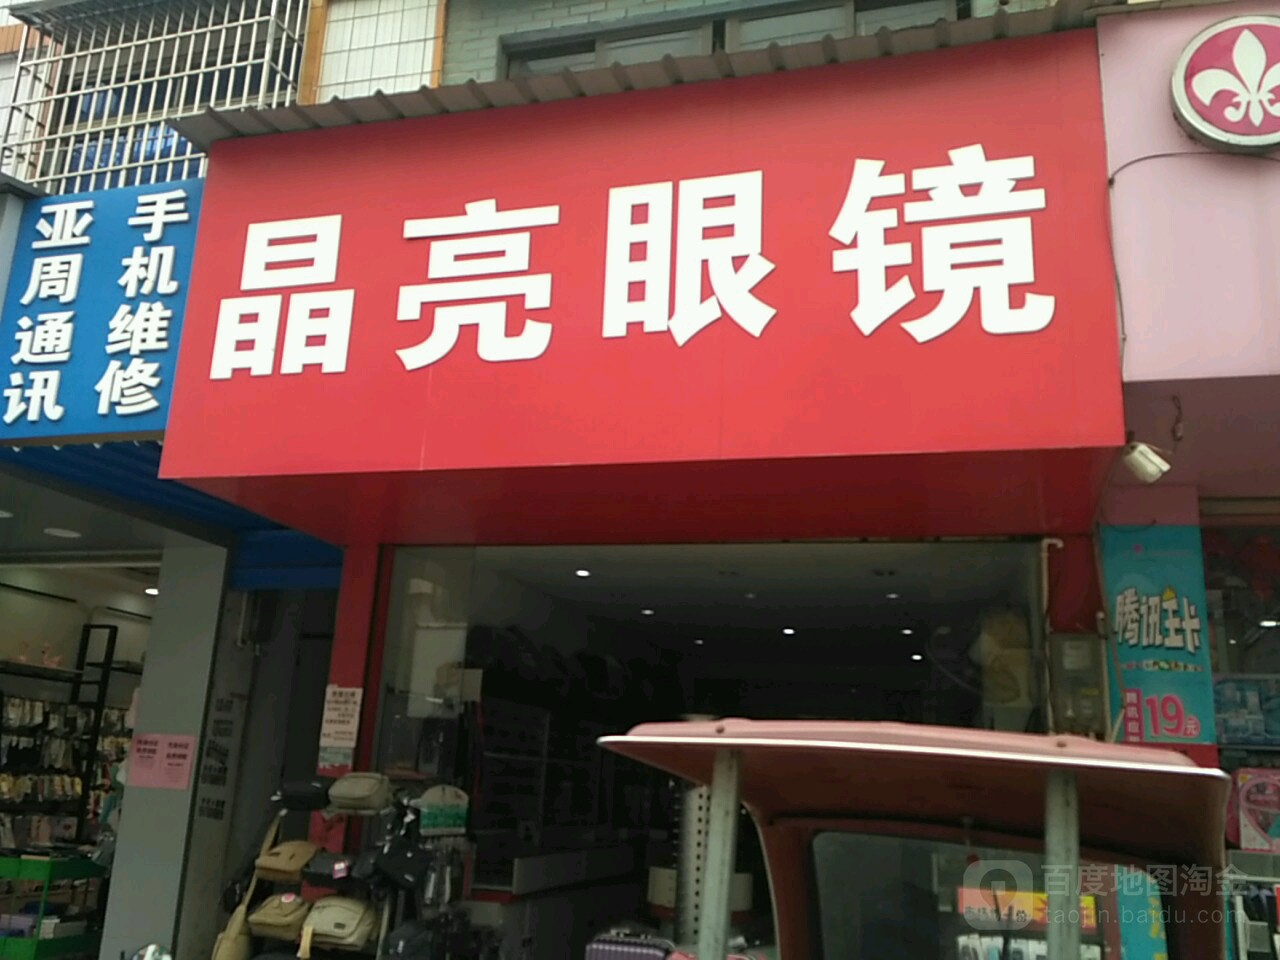 晶亮眼镜
手机维修
亚周通讯
腾讯王卡
19元
百度地图淘金
taojin.baidu.com